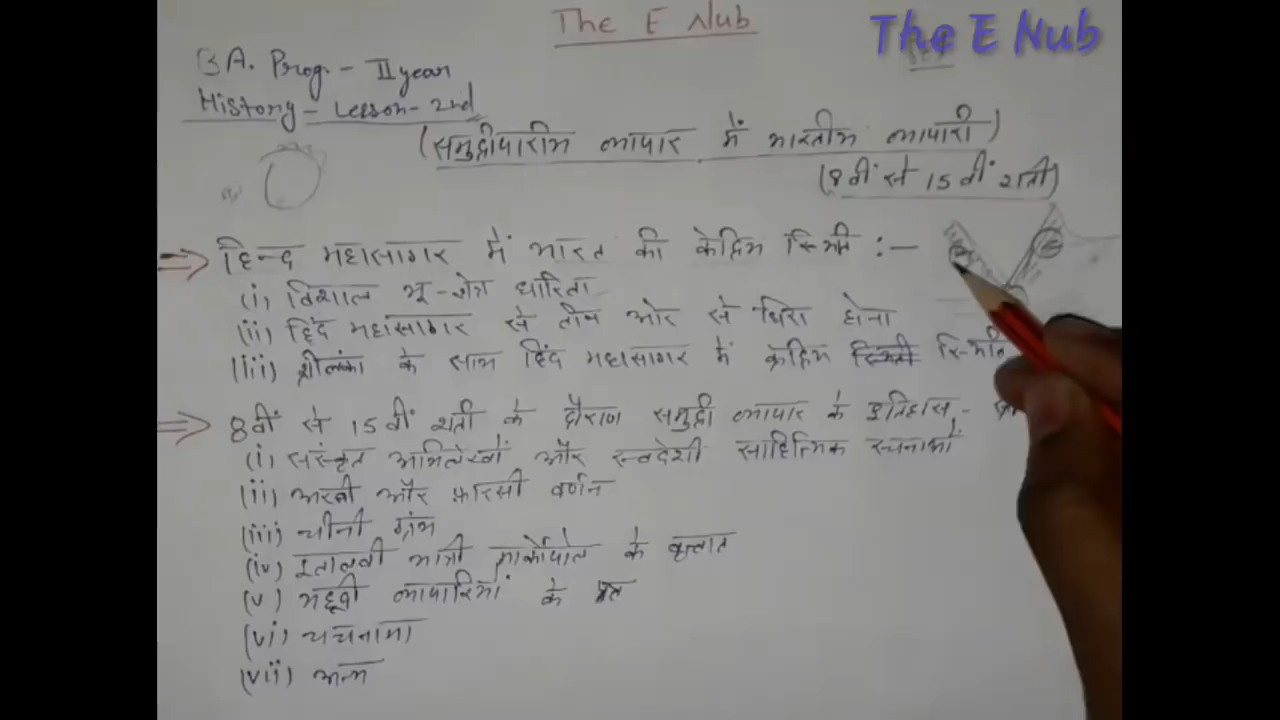 The E Nub
The E Nub
BA. Prog. - II year
History - Lesson - 2nd
(समुद्रीपारीय व्यापार में भारतीय व्यापारी)
(8वीं से 15वीं शती)
हिन्द महासागर में भारत की केंद्रिय स्थिति :-
(i) विशाल भू-क्षेत्र धारिता
(ii) हिंद महासागर से तीन ओर से घिरा होना
(iii) श्रीलंका के साथ हिंद महासागर में केंद्रिय स्थिति
8वीं से 15वीं शती के दौराण समुद्री व्यापार के इतिहास -
(i) संस्कृत अभिलेखों और स्वदेशी साहित्यिक रचनाओं
(ii) अरबी और फ़ारसी वर्णन
(iii) चीनी ग्रंथ
(iv) इतालवी यात्री मार्कोपोल के वृत्तात
(v) यहूदी व्यापारियों के पत्र
(vi) चचनामा
(vii) अन्य